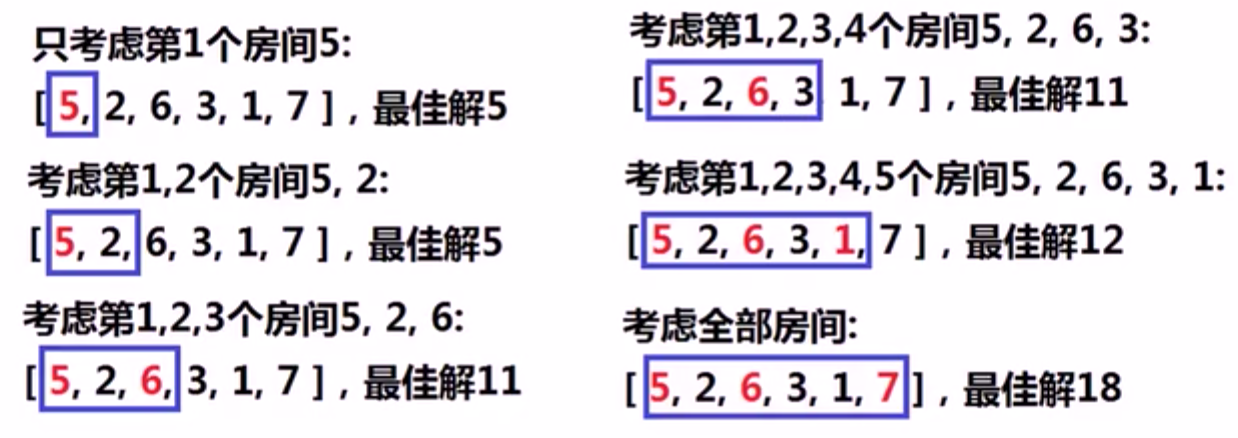 只考虑第1个房间5:
[ 5, 2, 6, 3, 1, 7 ] , 最佳解5
考虑第1,2个房间5, 2:
[ 5, 2, 6, 3, 1, 7 ] , 最佳解5
考虑第1,2,3个房间5, 2, 6:
[ 5, 2, 6, 3, 1, 7 ] , 最佳解11
考虑第1,2,3,4个房间5, 2, 6, 3:
[ 5, 2, 6, 3 1, 7 ] , 最佳解11
考虑第1,2,3,4,5个房间5, 2, 6, 3, 1:
[ 5, 2, 6, 3, 1, 7 ] , 最佳解12
考虑全部房间:
[ 5, 2, 6, 3, 1, 7 ] , 最佳解18